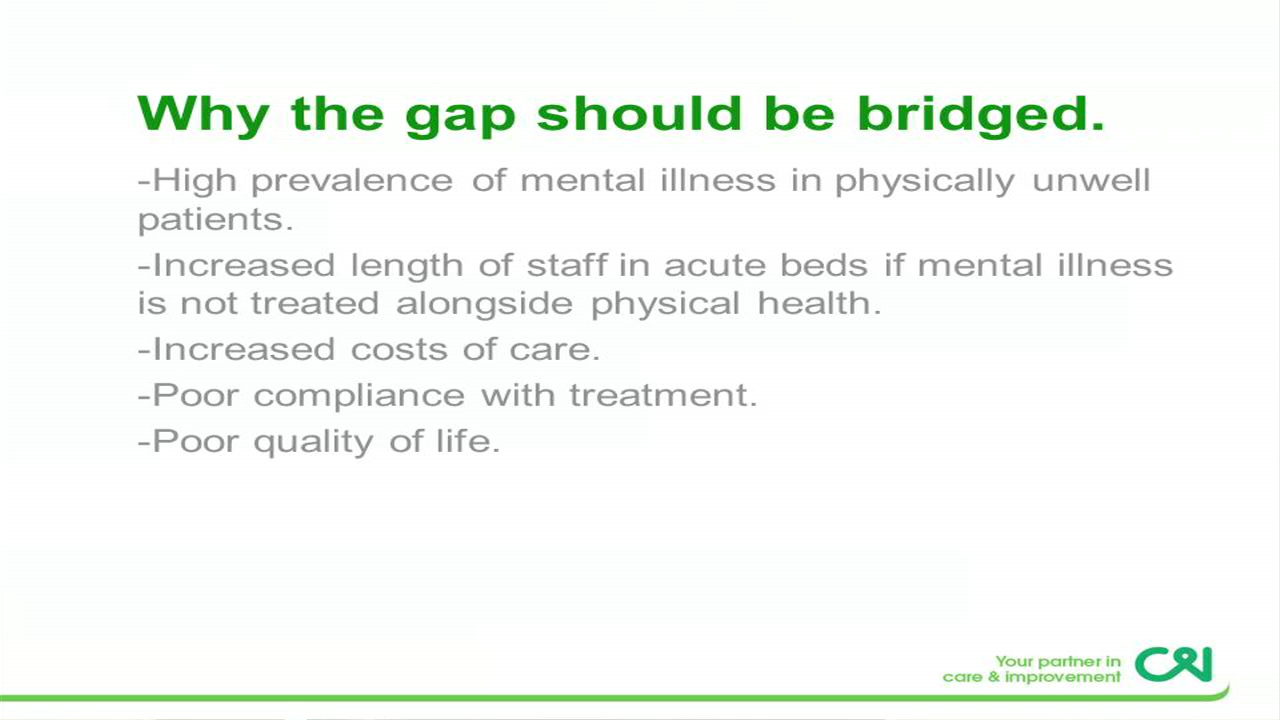 Why the gap should be bridged.
-High prevalence of mental illness in physically unwell
patients.
-Increased length of staff in acute beds if mental illness
is not treated alongside physical health.
-Increased costs of care.
-Poor compliance with treatment.
-Poor quality of life.
Your partner in
care & improvement
C&I